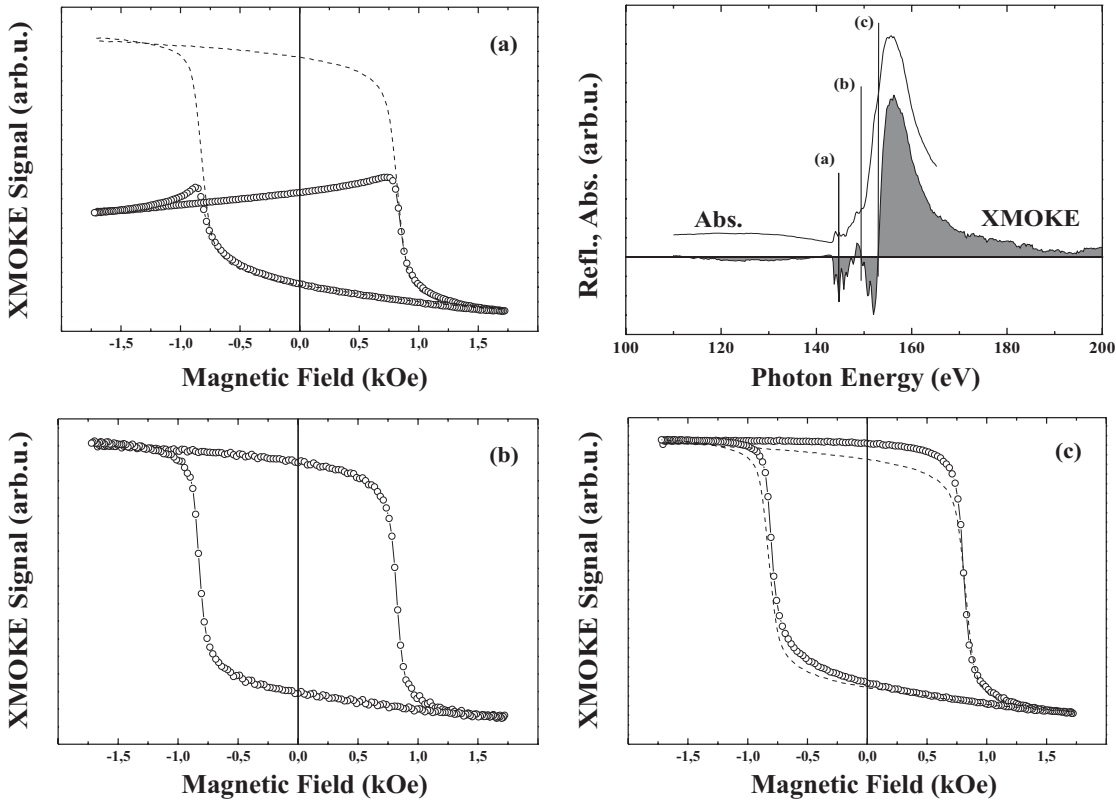 XMOKE Signal (arb.u.)
(a)
-1,5 -1,0 -0,5 0,0 0,5 1,0 1,5
Magnetic Field (kOe)
Refl., Abs. (arb.u.)
(a)
(b)
(c)
Abs.
XMOKE
100 120 140 160 180 200
Photon Energy (eV)
XMOKE Signal (arb.u.)
(b)
-1,5 -1,0 -0,5 0,0 0,5 1,0 1,5
Magnetic Field (kOe)
XMOKE Signal (arb.u.)
(c)
-1,5 -1,0 -0,5 0,0 0,5 1,0 1,5
Magnetic Field (kOe)